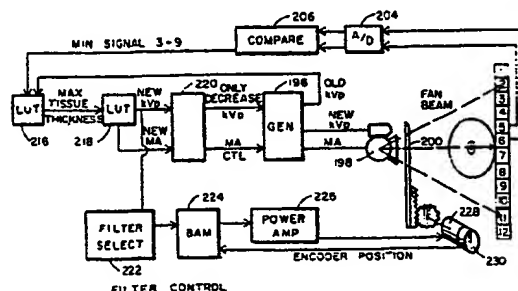 206
204
MIN SIGNAL 3-9
COMPARE
A/D
220
ONLY DECREASE
196
OLD
kVp
FAN
BEAM
200
LUT
MAX
TISSUE
THICKNESS
LUT
NEW
kVp
NEW
MA
kVp
MA
CTL
GEN
NEW
kVp
MA
216
218
198
2
3
4
5
6
7
8
9
10
11
12
224
226
228
FILTER
SELECT
BAM
POWER
AMP
222
ENCODER POSITION
230
FILTER CONTROL